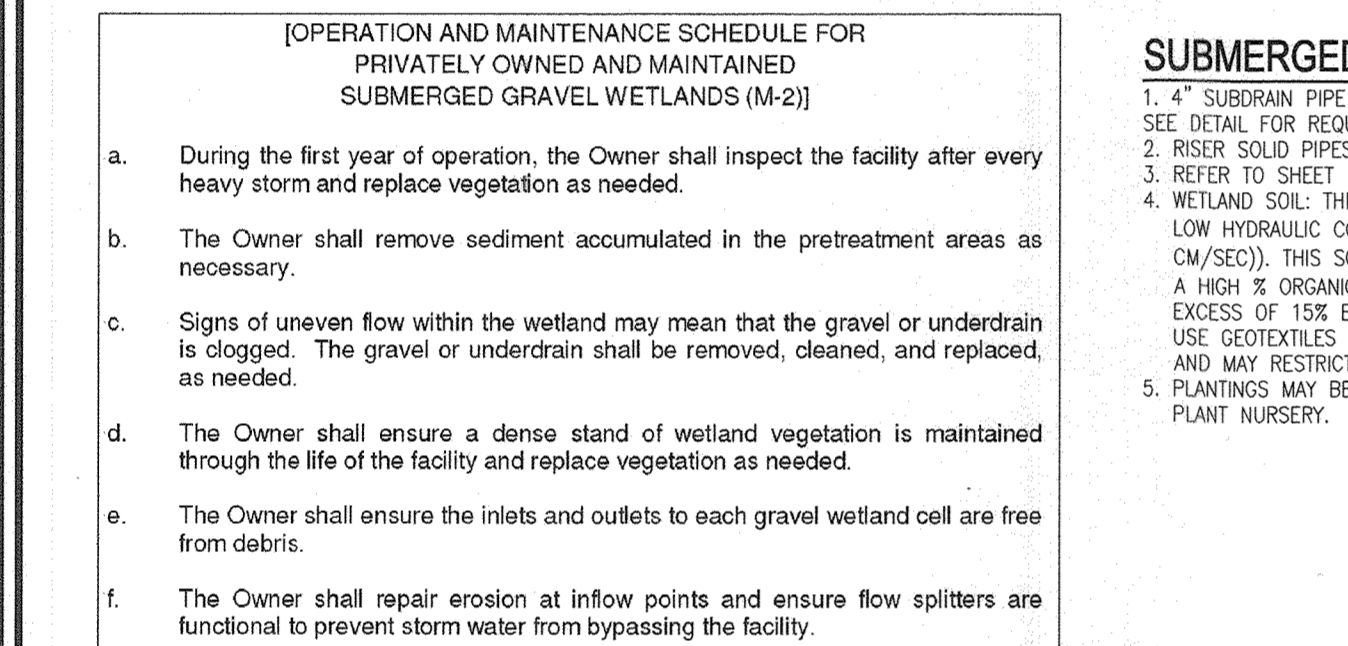 [OPERATION AND MAINTENANCE SCHEDULE FOR
PRIVATELY OWNED AND MAINTAINED
SUBMERGED GRAVEL WETLANDS (M-2)]
a. During the first year of operation, the Owner shall inspect the facility after every
heavy storm and replace vegetation as needed.
b. The Owner shall remove sediment accumulated in the pretreatment areas as
necessary.
c. Signs of uneven flow within the wetland may mean that the gravel or underdrain
is clogged. The gravel or underdrain shall be removed, cleaned, and replaced,
as needed.
d. The Owner shall ensure a dense stand of wetland vegetation is maintained
through the life of the facility and replace vegetation as needed.
e. The Owner shall ensure the inlets and outlets to each gravel wetland cell are free
from debris.
f. The Owner shall repair erosion at inflow points and ensure flow splitters are
functional to prevent storm water from bypassing the facility.
SUBMERGED
1. 4" SUBDRAIN PIPE
SEE DETAIL FOR REQU
2. RISER SOLID PIPES
3. REFER TO SHEET
4. WETLAND SOIL: THI
LOW HYDRAULIC CO
CM/SEC)). THIS SO
A HIGH % ORGANIC
EXCESS OF 15% B
USE GEOTEXTILES
AND MAY RESTRICT
5. PLANTINGS MAY BE
PLANT NURSERY.